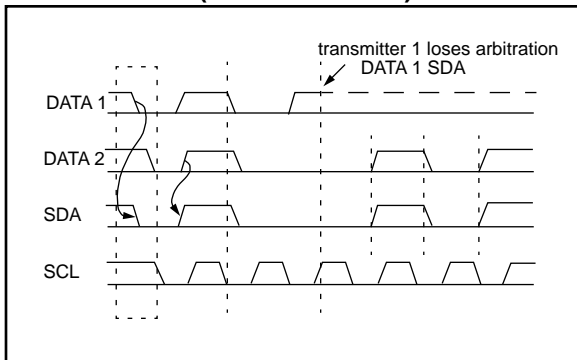 transmitter 1 loses arbitration
DATA 1 SDA
DATA 1
DATA 2
SDA
SCL